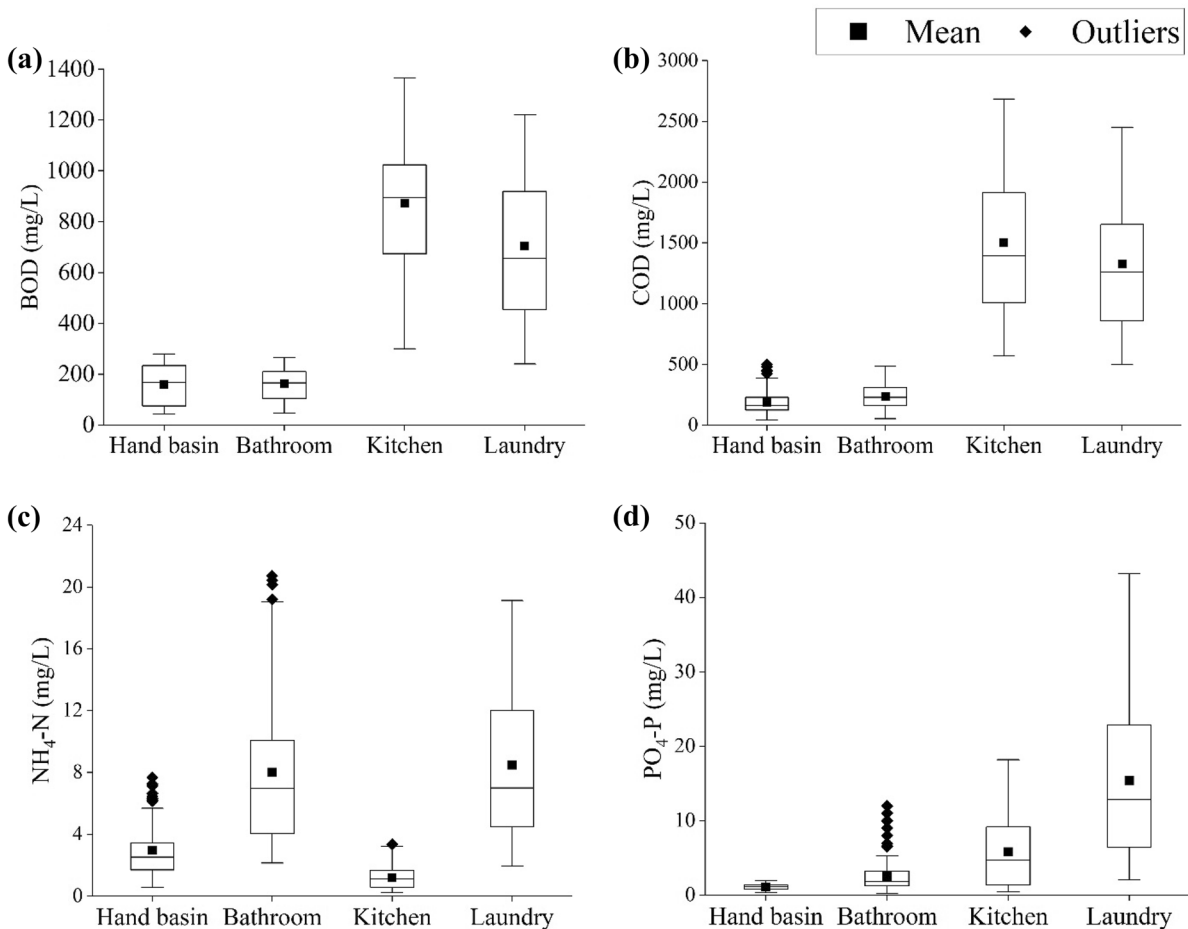 Mean Outliers
(a)
1400
1200
1000
800
600
400
200
0
BOD (mg/L)
Hand basin Bathroom Kitchen Laundry
(b)
3000
2500
2000
1500
1000
500
0
COD (mg/L)
Hand basin Bathroom Kitchen Laundry
(c)
24
20
16
12
8
4
0
NH₄-N (mg/L)
Hand basin Bathroom Kitchen Laundry
(d)
50
40
30
20
10
0
PO₄-P (mg/L)
Hand basin Bathroom Kitchen Laundry